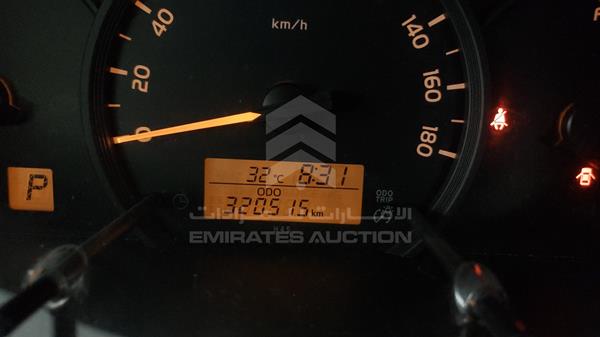 km/h
0
20
40
140
160
180
P
32°C 8:31
ODO
320515 km
ODO
TRIP
الإمارات للمزادات
EMIRATES AUCTION